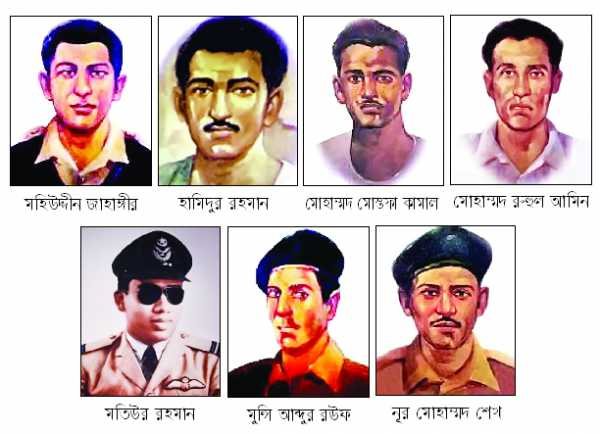 মহিউদ্দীন জাহাঙ্গীর
হামিদুর রহমান
মোহাম্মদ মোস্তফা কামাল
মোহাম্মদ রুহুল আমিন
মতিউর রহমান
মুন্সি আব্দুর রউফ
নূর মোহাম্মদ শেখ